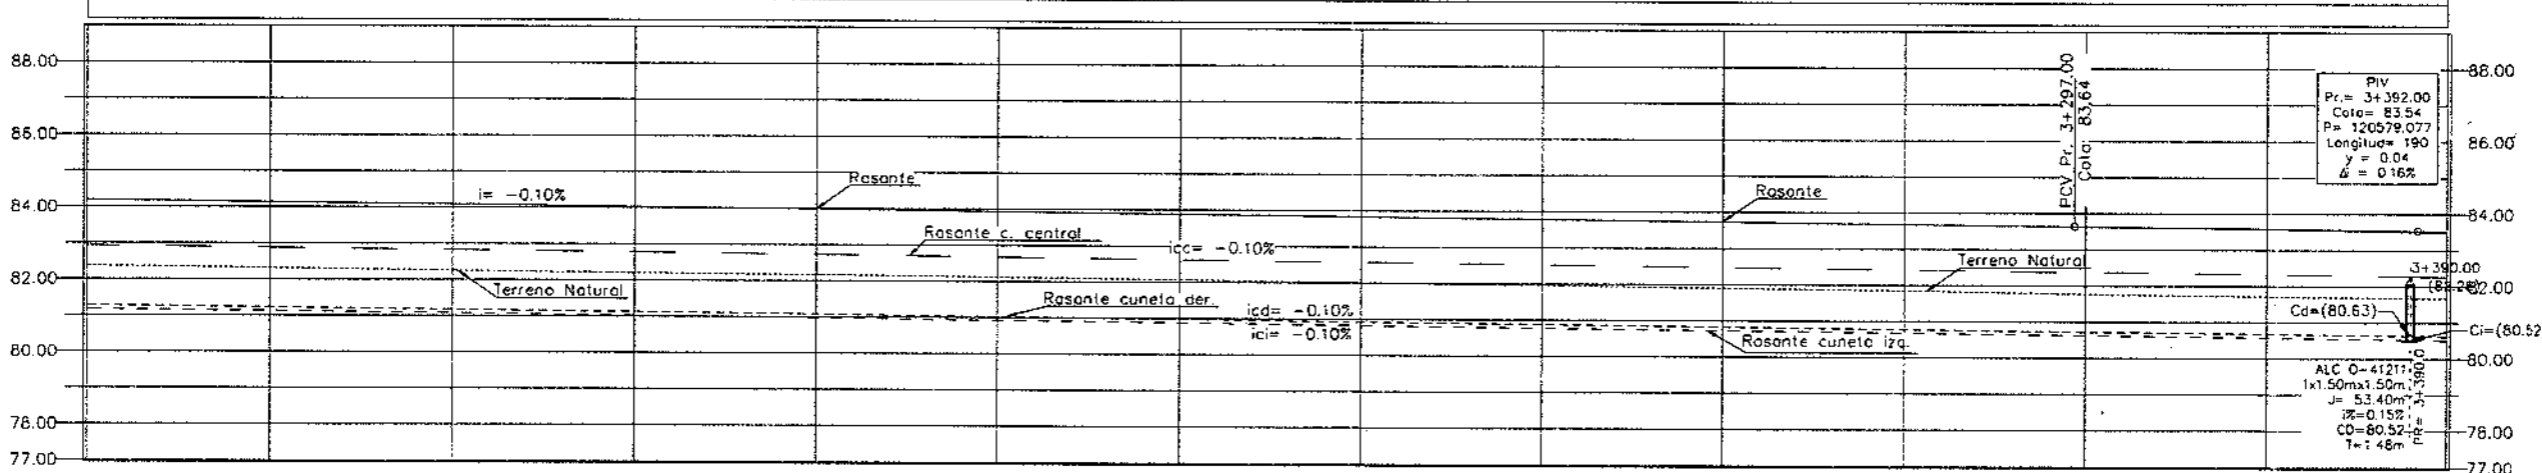 88.00
86.00
84.00
82.00
80.00
78.00
77.00
i= -0.10%
Rasante
Rasante c. central
icc= -0.10%
Terreno Natural
Rasante cuneta der.
icd= -0.10%
ici= -0.10%
Rasante
Terreno Natural
Rasante cuneta izq.
PCV Pr. 3+297.00
Cota: 83.64
PIV
Pr.= 3+392.00
Cota= 83.54
P= 120579.077
Longitud= 190
y = 0.04
= 0.16%
3+390.00
Cd=(80.63)
Ci=(80.52
ALC O-41211
1x1.50mx1.50m
J= 53.40m
i%=0.15%
CD=80.52
PR= 3+390.0
88.00
86.00
84.00
82.00
80.00
78.00
77.00